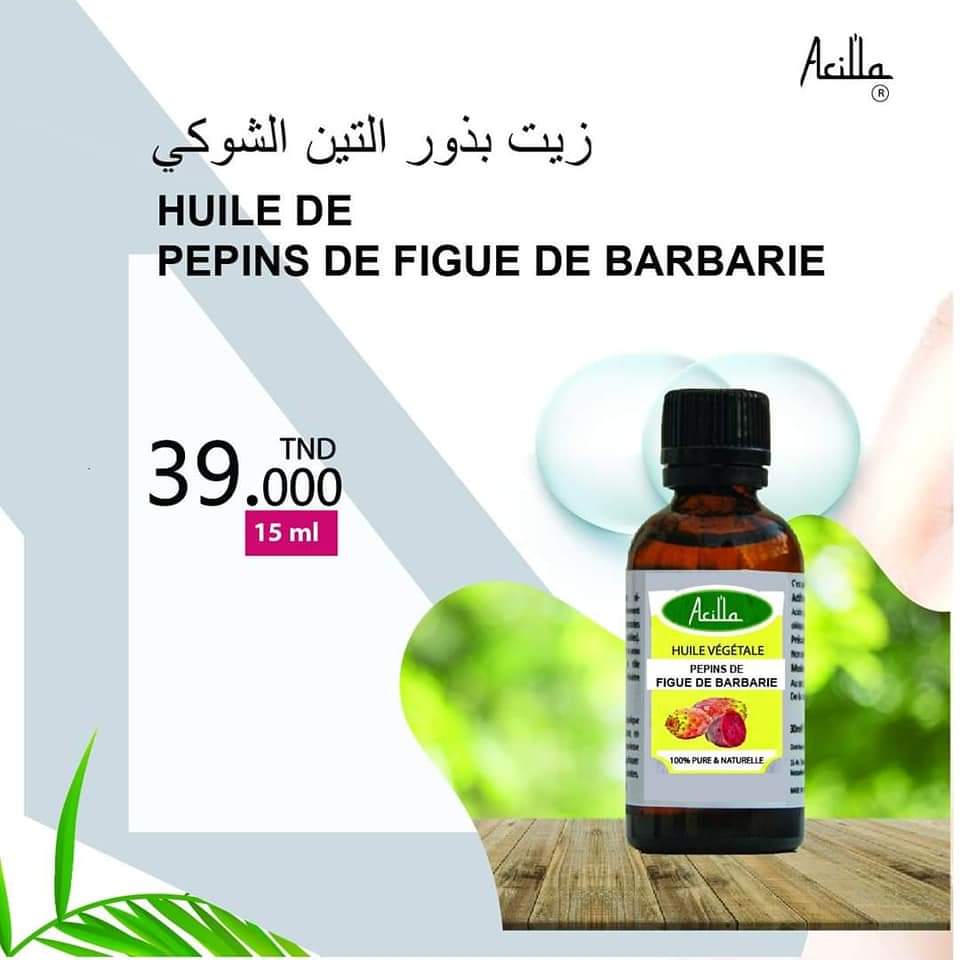 Acilla
®
زيت بذور التين الشوكي
HUILE DE
PEPINS DE FIGUE DE BARBARIE
TND
39.000
15 ml
Acilla
HUILE VÉGÉTALE
PEPINS DE
FIGUE DE BARBARIE
100% PURE & NATURELLE